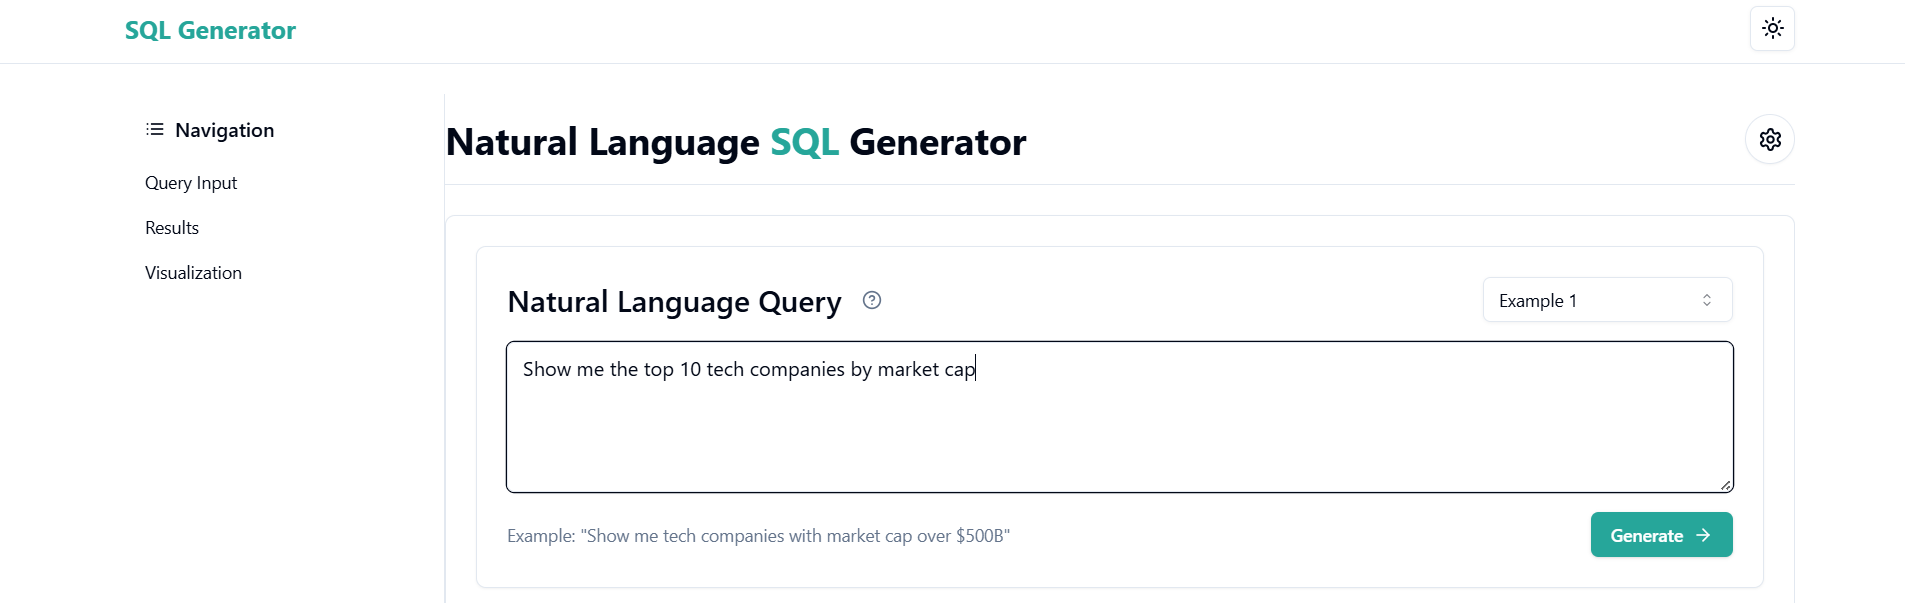 SQL Generator
Navigation
Query Input
Results
Visualization
Natural Language SQL Generator
Natural Language Query
Example 1
Show me the top 10 tech companies by market cap
Example: "Show me tech companies with market cap over $500B"
Generate